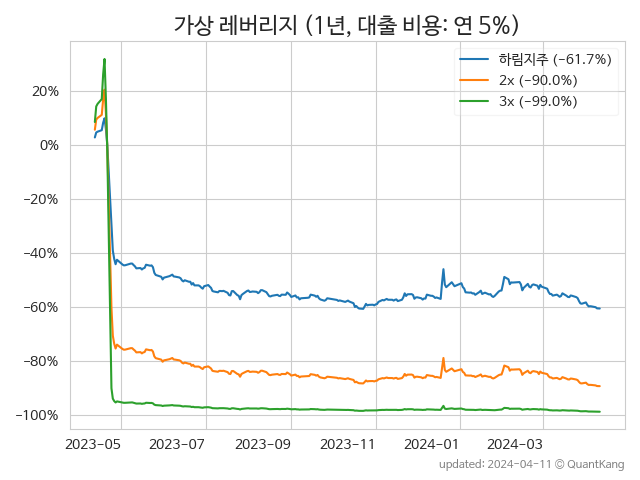 가상 레버리지 (1년, 대출 비용: 연 5%)
하림지주 (−61.7%)
2x (−90.0%)
3x (−99.0%)
20%
0%
−20%
−40%
−60%
−80%
−100%
2023-05 2023-07 2023-09 2023-11 2024-01 2024-03
updated: 2024-04-11 © QuantKang